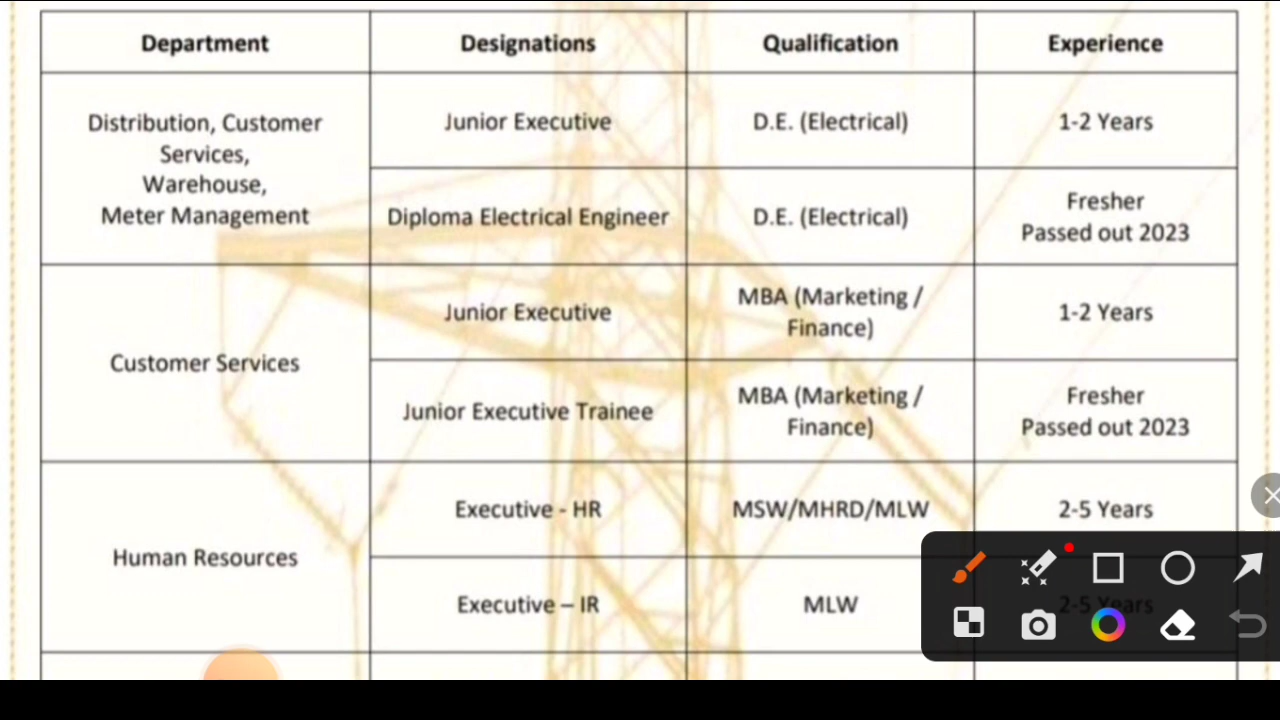 Department Designations Qualification Experience
Distribution, Customer
Services,
Warehouse,
Meter Management
Junior Executive D.E. (Electrical) 1-2 Years
Diploma Electrical Engineer D.E. (Electrical) Fresher
Passed out 2023
Customer Services
Junior Executive MBA (Marketing /
Finance) 1-2 Years
Junior Executive Trainee MBA (Marketing /
Finance) Fresher
Passed out 2023
Human Resources
Executive - HR MSW/MHRD/MLW 2-5 Years
Executive – IR MLW 2-5 Years